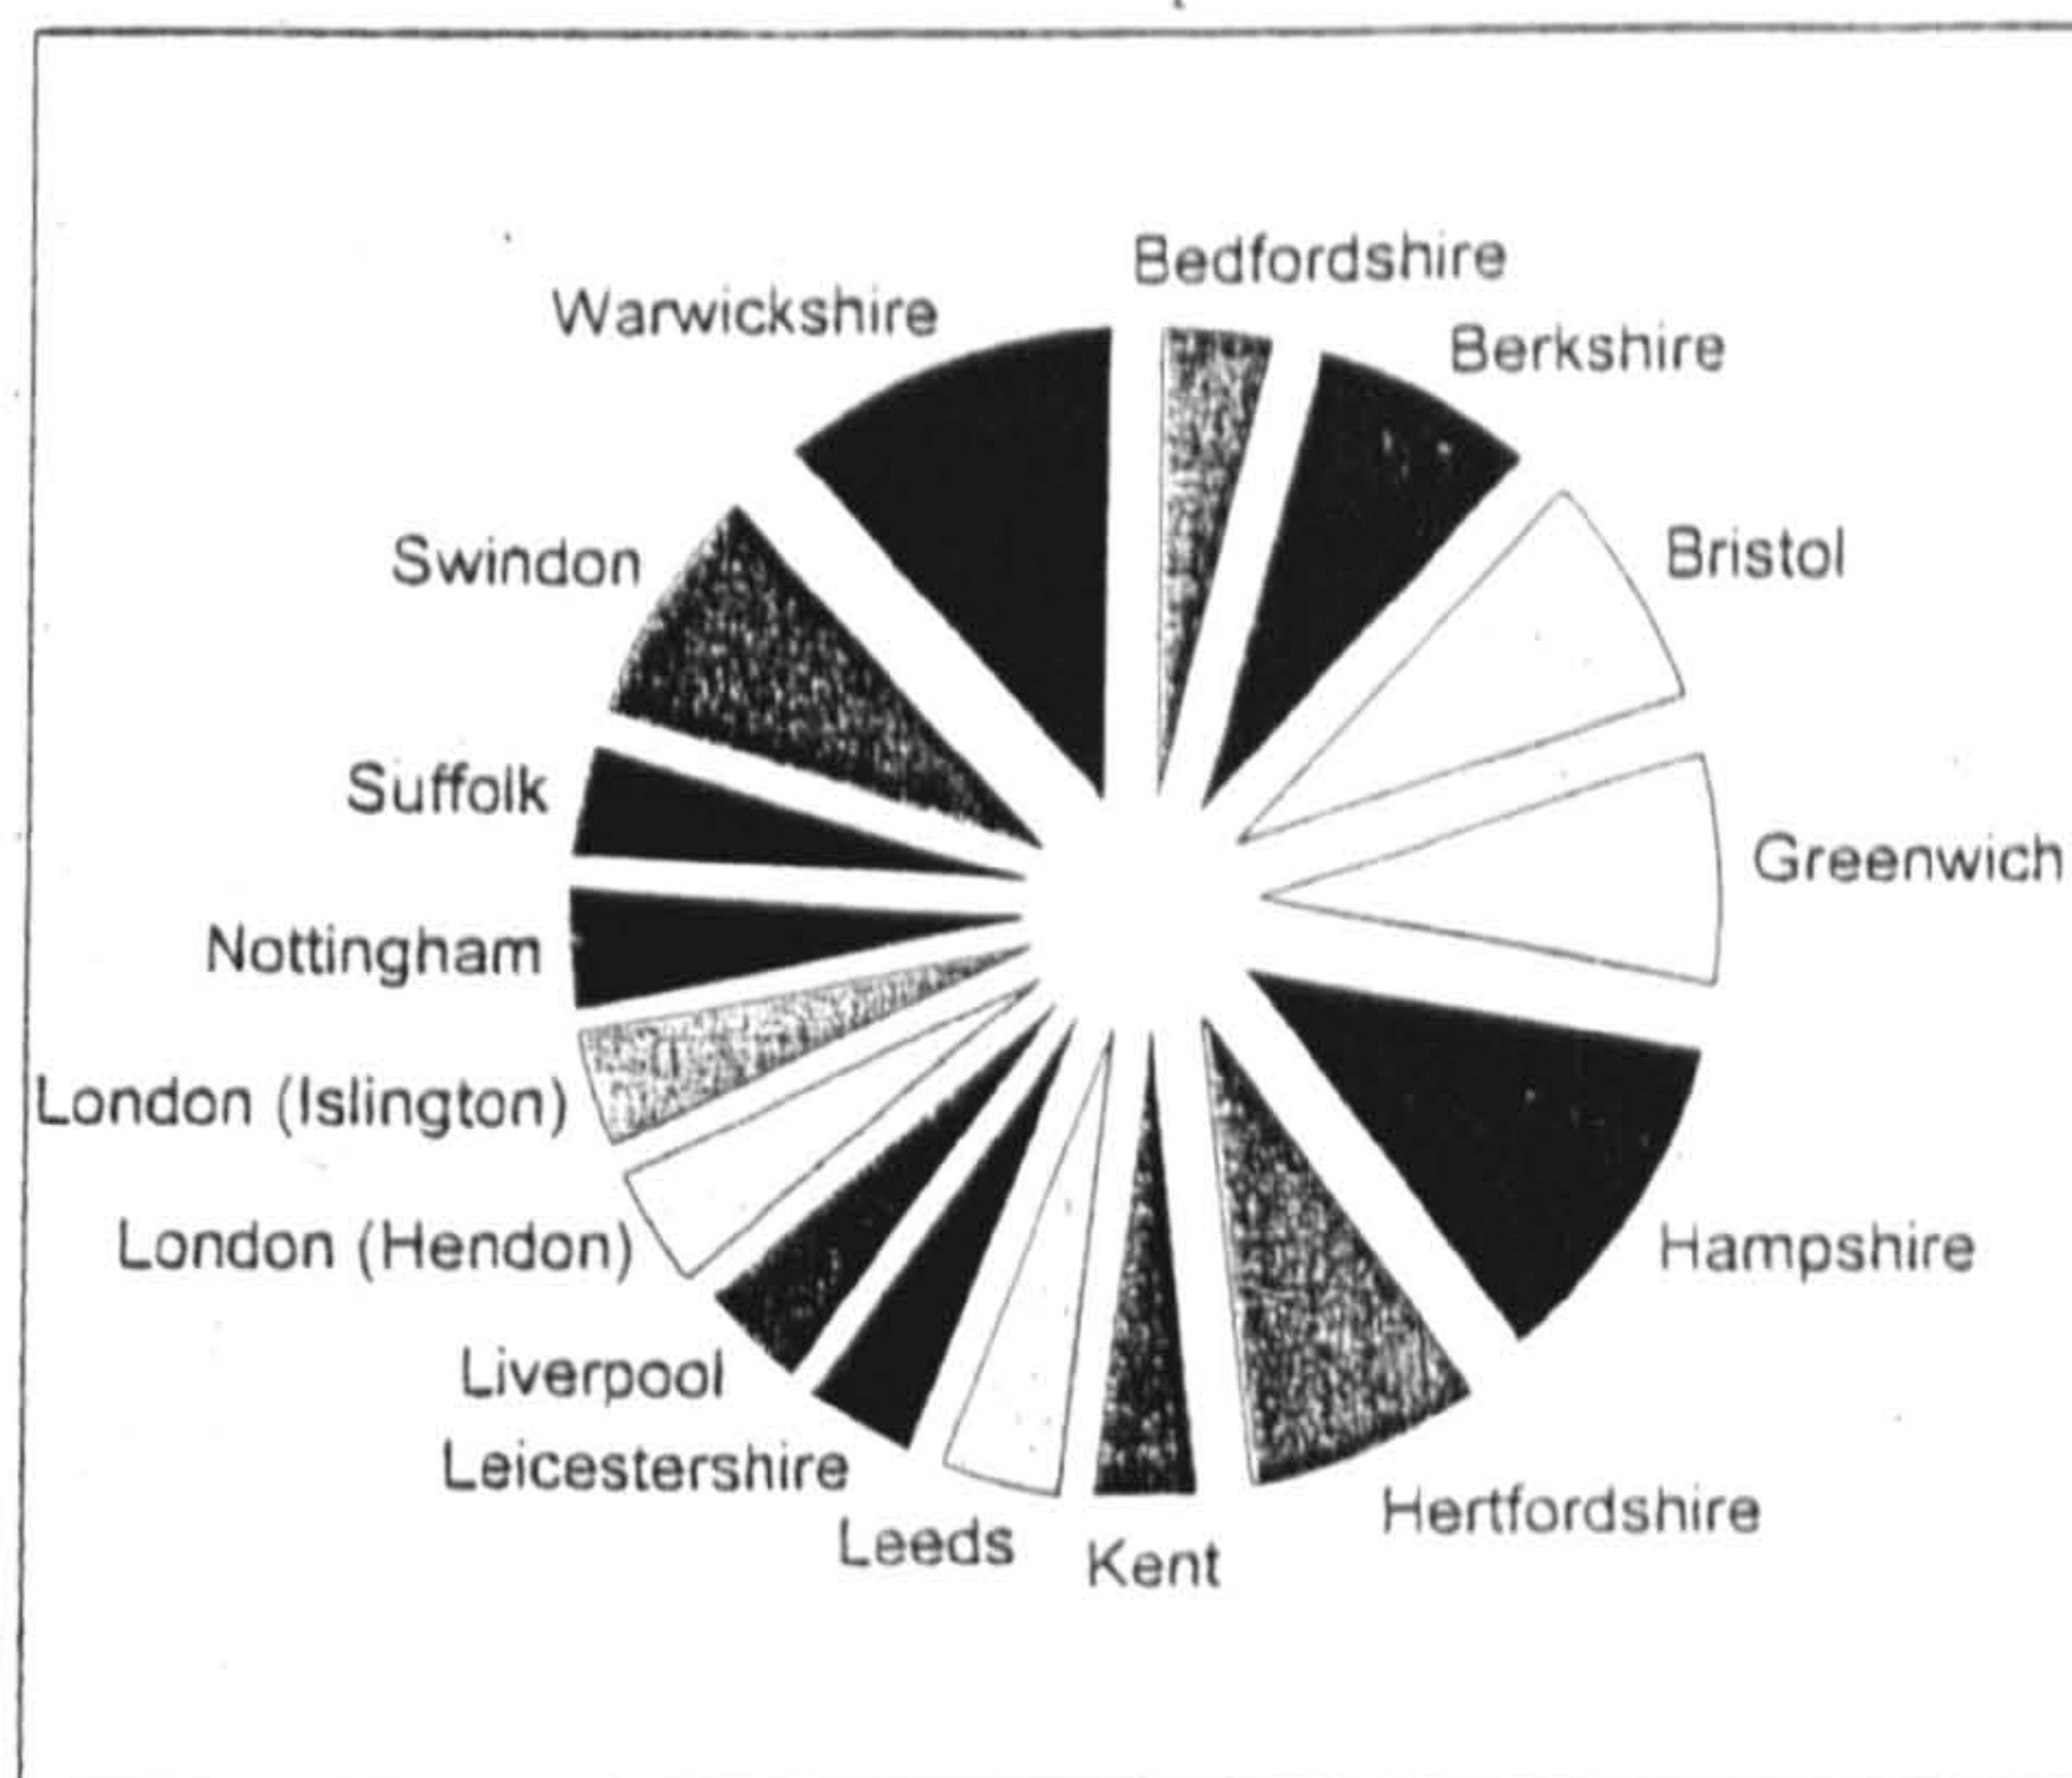 Bedfordshire
Warwickshire
Berkshire
Bristol
Swindon
Suffolk
Greenwich
Nottingham
London (Islington)
London (Hendon)
Hampshire
Liverpool
Leicestershire
Hertfordshire
Leeds
Kent